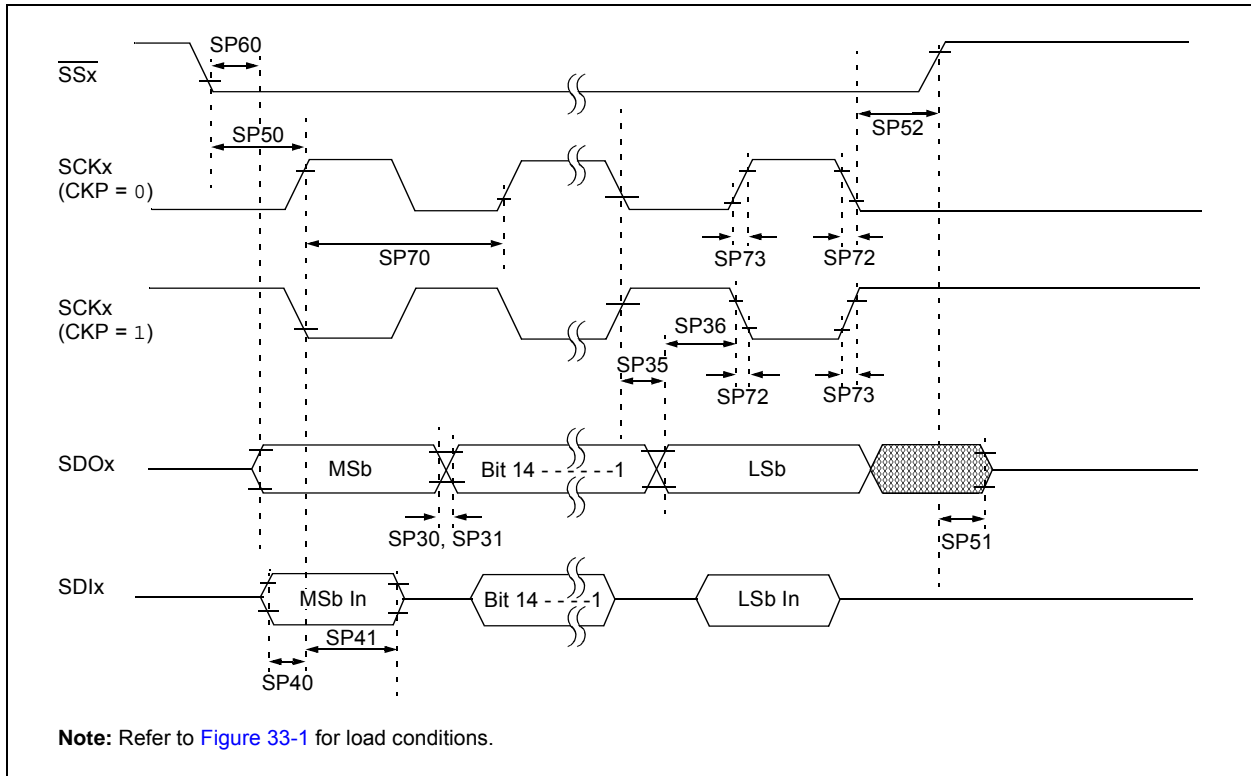 SP60
SSx
SP50
SP52
SCKx
(CKP = 0)
SP70
SP73
SP72
SCKx
(CKP = 1)
SP36
SP35
SP72
SP73
SDOx
MSb
Bit 14 - - - - - - -1
LSb
SP30, SP31
SP51
SDIx
MSb In
Bit 14 - - - -1
LSb In
SP41
SP40
Note: Refer to Figure 33-1 for load conditions.